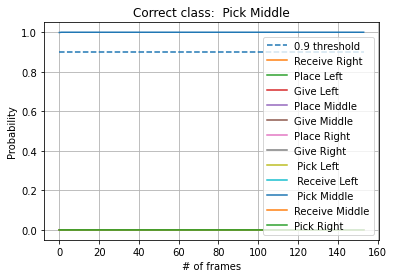 Correct class:  Pick Middle
1.0
0.8
0.6
0.4
0.2
0.0
Probability
0 20 40 60 80 100 120 140 160
# of frames
0.9 threshold
Receive Right
Place Left
Give Left
Place Middle
Give Middle
Place Right
Give Right
Pick Left
Receive Left
Pick Middle
Receive Middle
Pick Right